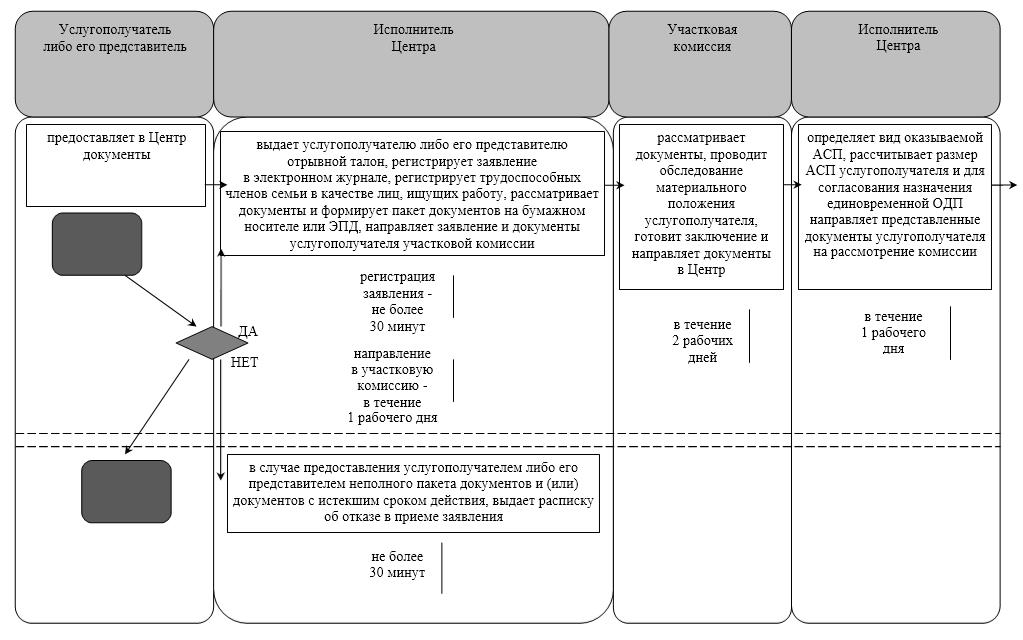 Услугополучатель
либо его представитель
Исполнитель
Центра
Участковая
комиссия
Исполнитель
Центра
предоставляет в Центр
документы
выдает услугополучателю либо его представителю
отрывной талон, регистрирует заявление
в электронном журнале, регистрирует трудоспособных
членов семьи в качестве лиц, ищущих работу, рассматривает
документы и формирует пакет документов на бумажном
носителе или ЭПД, направляет заявление и документы
услугополучателя участковой комиссии
рассматривает
документы, проводит
обследование
материального
положения
услугополучателя,
готовит заключение и
направляет документы
в Центр
определяет вид оказываемой
АСП, рассчитывает размер
АСП услугополучателя и для
согласования назначения
единовременной ОДП
направляет представленные
документы услугополучателя
на рассмотрение комиссии
регистрация
заявления -
не более
30 минут
в течение
2 рабочих
дней
в течение
1 рабочего
дня
ДА
НЕТ
направление
в участковую
комиссию -
в течение
1 рабочего дня
в случае предоставления услугополучателем либо его
представителем неполного пакета документов и (или)
документов с истекшим сроком действия, выдает расписку
об отказе в приеме заявления
не более
30 минут